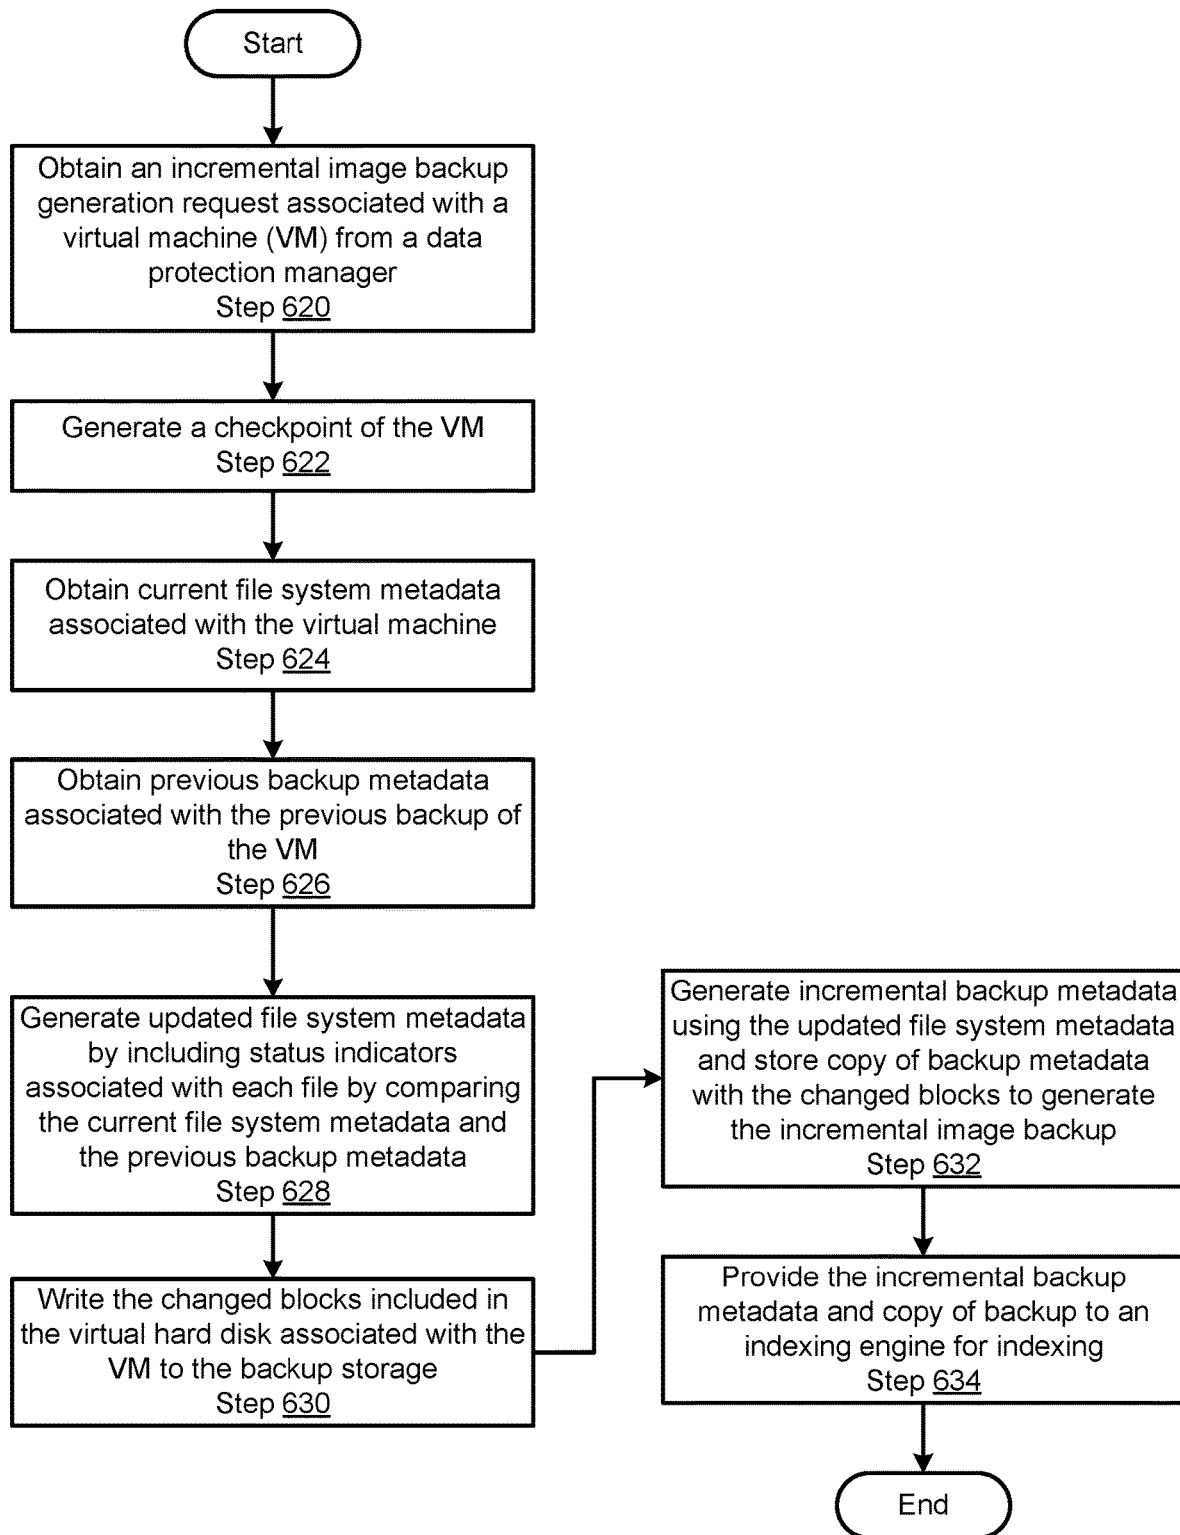 Start
Obtain an incremental image backup
generation request associated with a
virtual machine (VM) from a data
protection manager
Step 620
Generate a checkpoint of the VM
Step 622
Obtain current file system metadata
associated with the virtual machine
Step 624
Obtain previous backup metadata
associated with the previous backup of
the VM
Step 626
Generate updated file system metadata
by including status indicators
associated with each file by comparing
the current file system metadata and
the previous backup metadata
Step 628
Write the changed blocks included in
the virtual hard disk associated with the
VM to the backup storage
Step 630
Generate incremental backup metadata
using the updated file system metadata
and store copy of backup metadata
with the changed blocks to generate
the incremental image backup
Step 632
Provide the incremental backup
metadata and copy of backup to an
indexing engine for indexing
Step 634
End